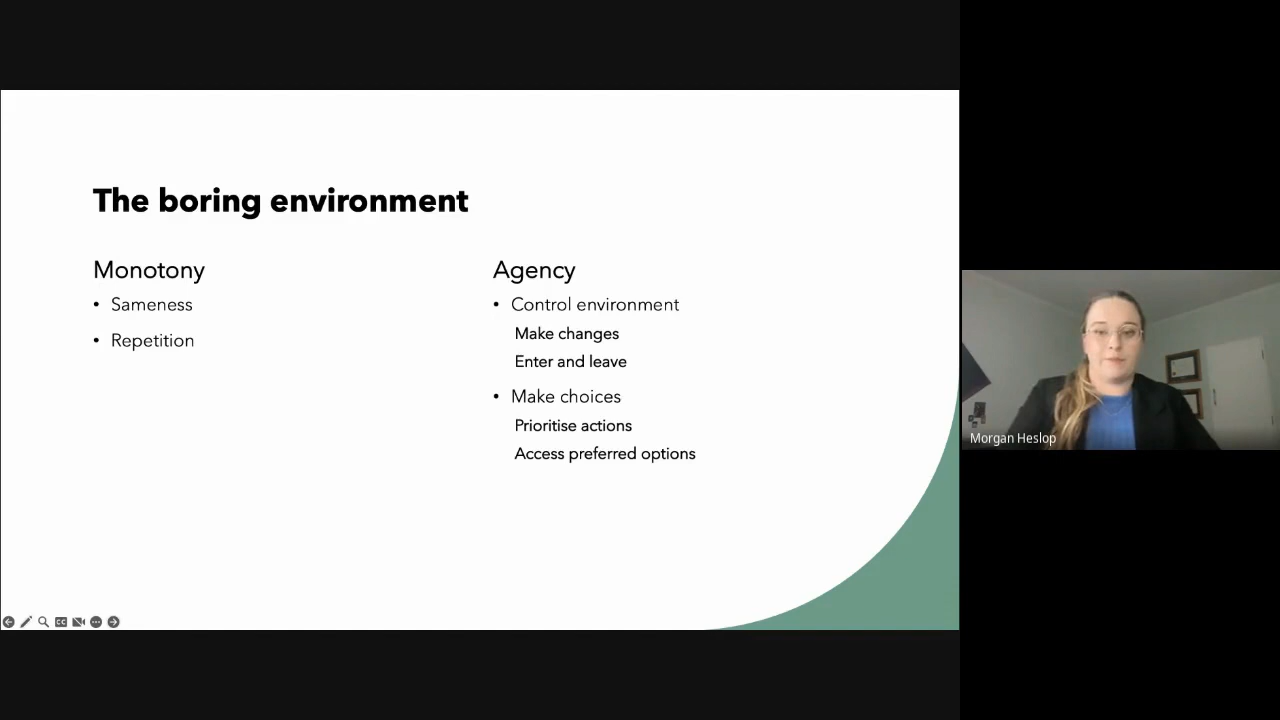 The boring environment
Monotony
• Sameness
• Repetition
Agency
• Control environment
Make changes
Enter and leave
• Make choices
Prioritise actions
Access preferred options
Morgan Heslop